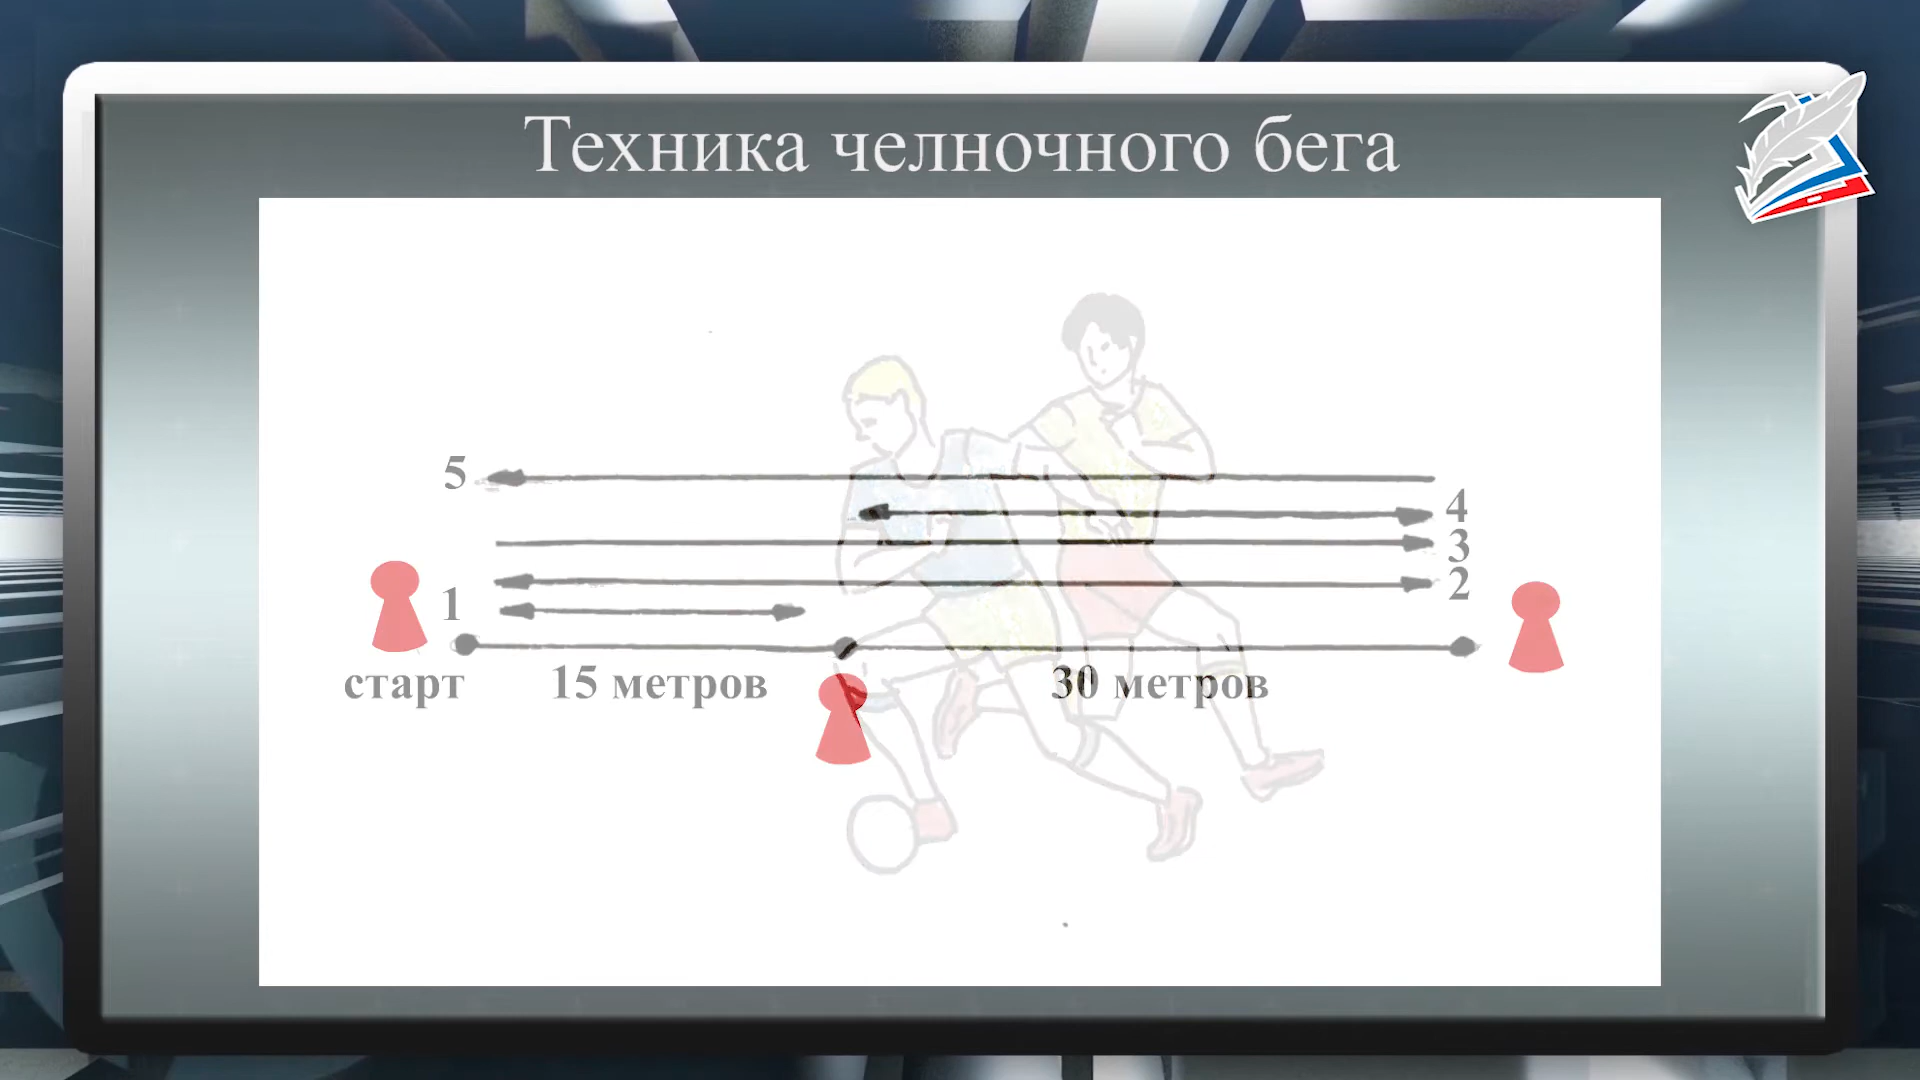 Техника челночного бега
5
4
3
2
1
старт
15 метров
30 метров